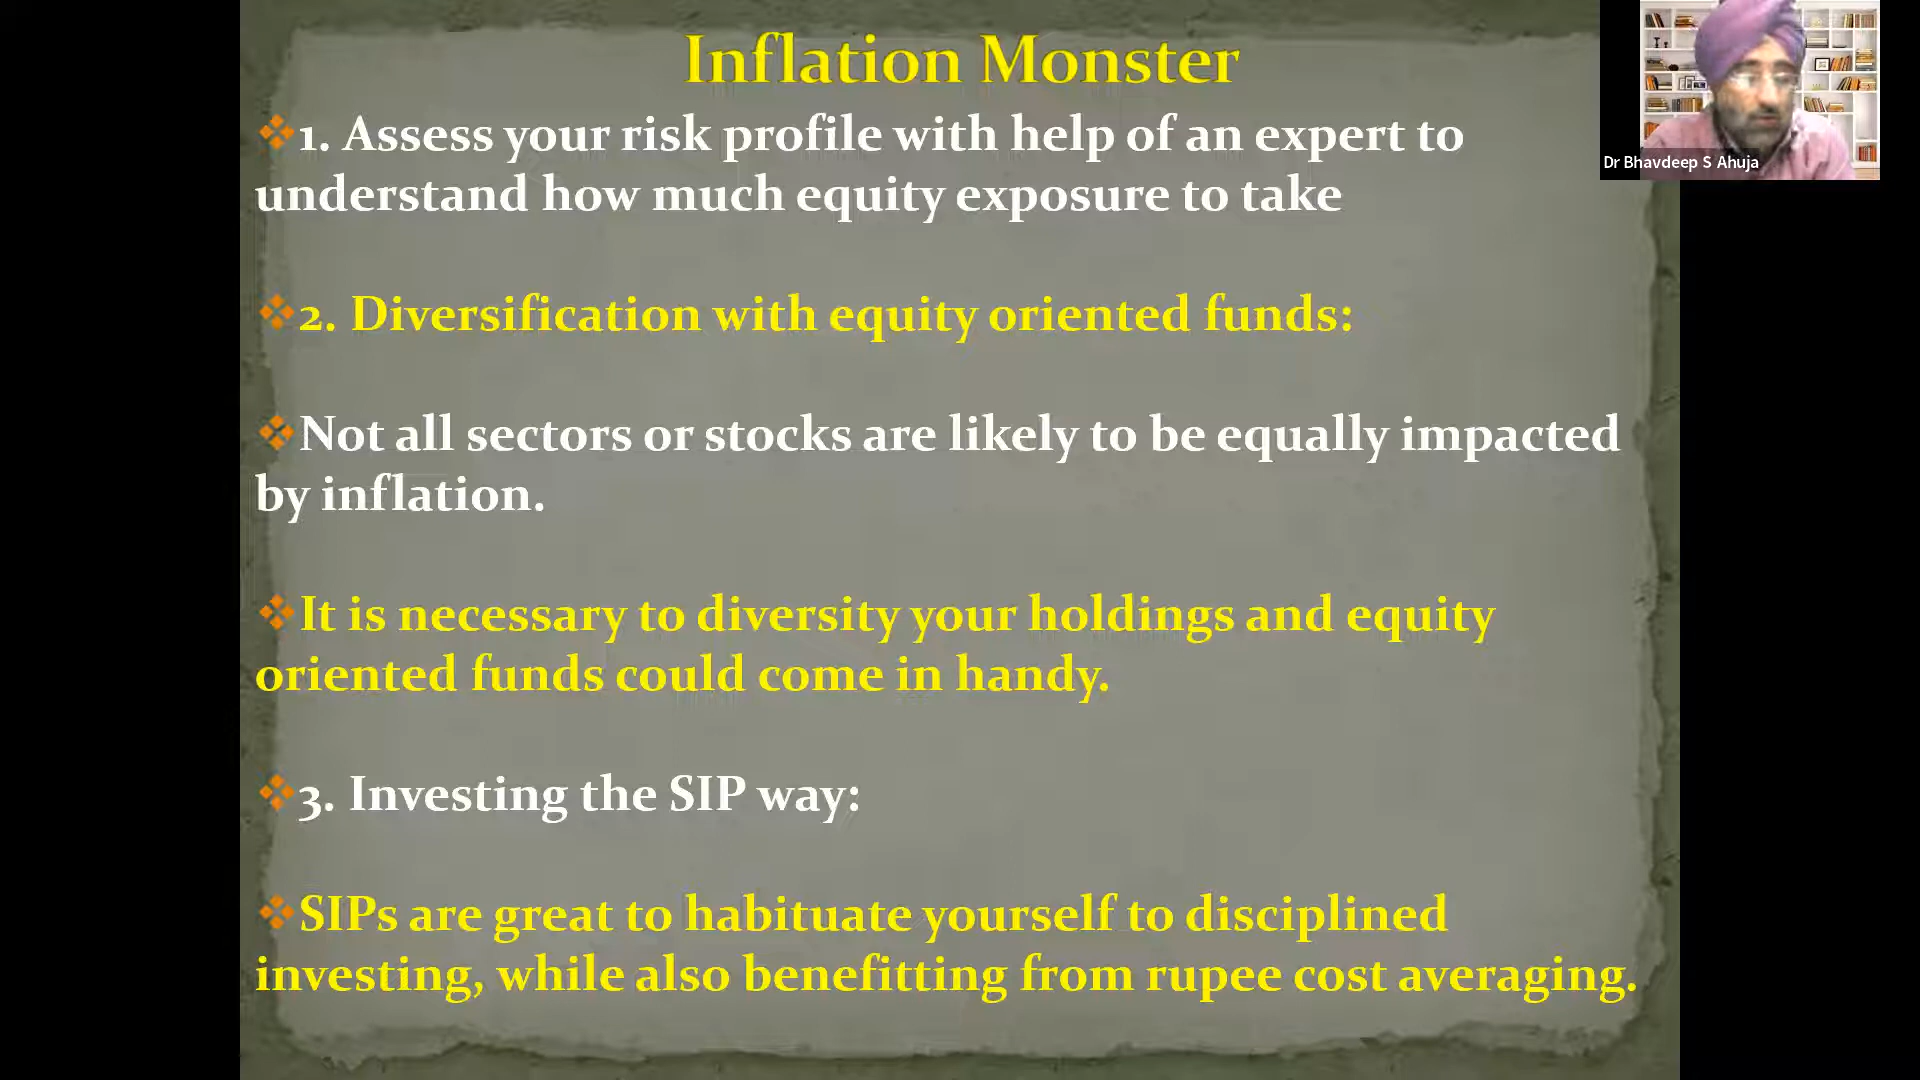 Inflation Monster
1. Assess your risk profile with help of an expert to
understand how much equity exposure to take
2. Diversification with equity oriented funds:
Not all sectors or stocks are likely to be equally impacted
by inflation.
It is necessary to diversity your holdings and equity
oriented funds could come in handy.
3. Investing the SIP way:
SIPs are great to habituate yourself to disciplined
investing, while also benefitting from rupee cost averaging.
Dr Bhavdeep S Ahuja